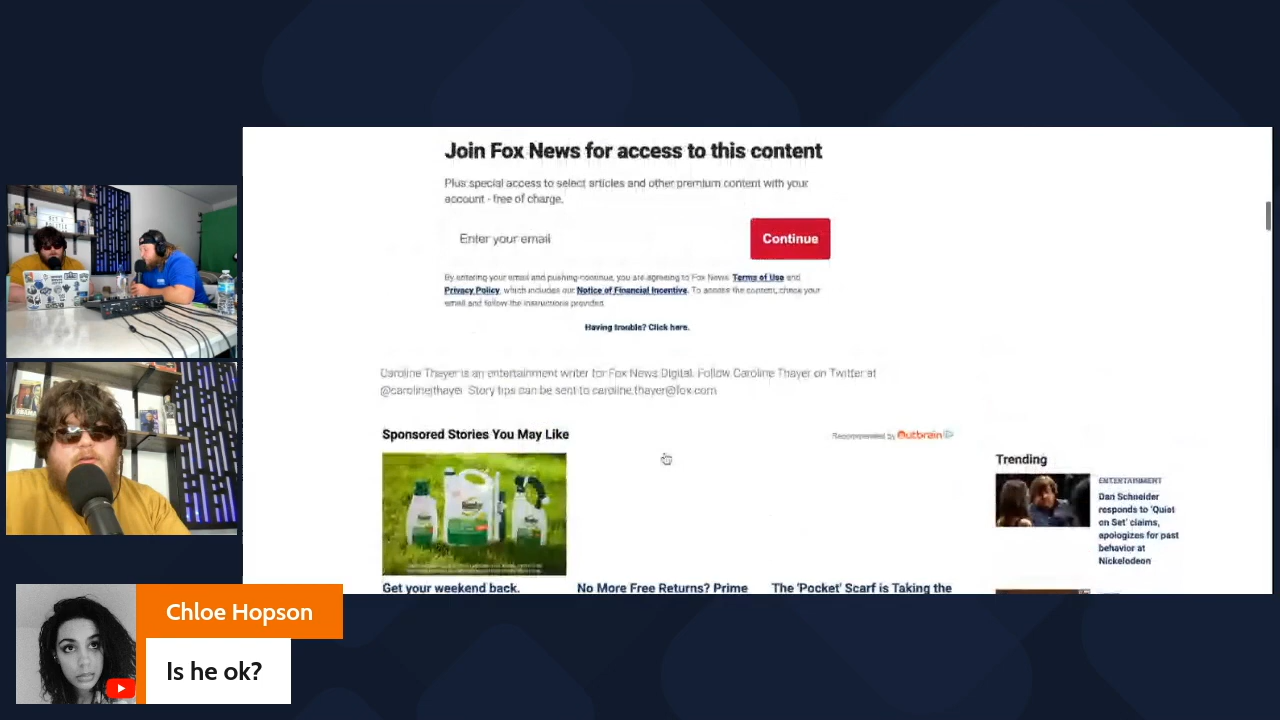 Join Fox News for access to this content
Plus special access to select articles and other premium content with your
account - free of charge.
Enter your email
Continue
By entering your email and pushing continue, you are agreeing to Fox News' Terms of Use and
Privacy Policy, which includes our Notice of Financial Incentive. To access the content, check your
email and follow the instructions provided.
Having trouble? Click here.
Caroline Thayer is an entertainment writer for Fox News Digital. Follow Caroline Thayer on Twitter at
@carolinejthayer. Story tips can be sent to caroline.thayer@fox.com
Sponsored Stories You May Like
Recommended by Outbrain
Trending
ENTERTAINMENT
Dan Schneider
responds to 'Quiet
on Set' claims,
apologizes for past
behavior at
Nickelodeon
Get your weekend back.
No More Free Returns? Prime
The 'Pocket' Scarf is Taking the
Chloe Hopson
Is he ok?